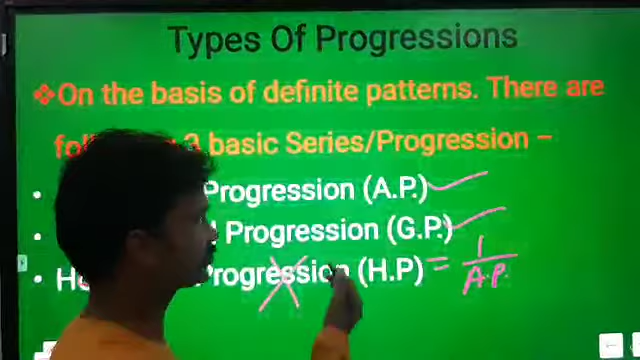 Types Of Progressions
❖On the basis of definite patterns. There are
3 basic Series/Progression –
• Progression (A.P.)
• Progression (G.P.)
• Progression (H.P) = 1/A.P.